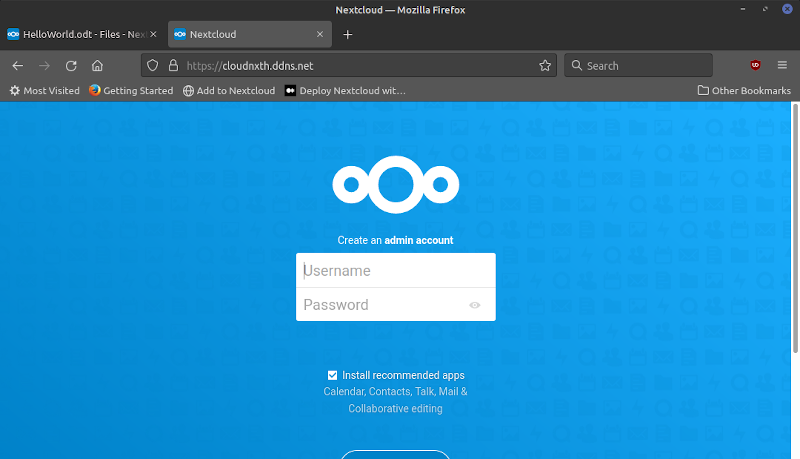 Nextcloud — Mozilla Firefox
HelloWorld.odt - Files - Nex
Nextcloud
https://cloudnxth.ddns.net
Search
Most Visited
Getting Started
Add to Nextcloud
Deploy Nextcloud wit…
Other Bookmarks
Create an admin account
Username
Password
Install recommended apps
Calendar, Contacts, Talk, Mail &
Collaborative editing